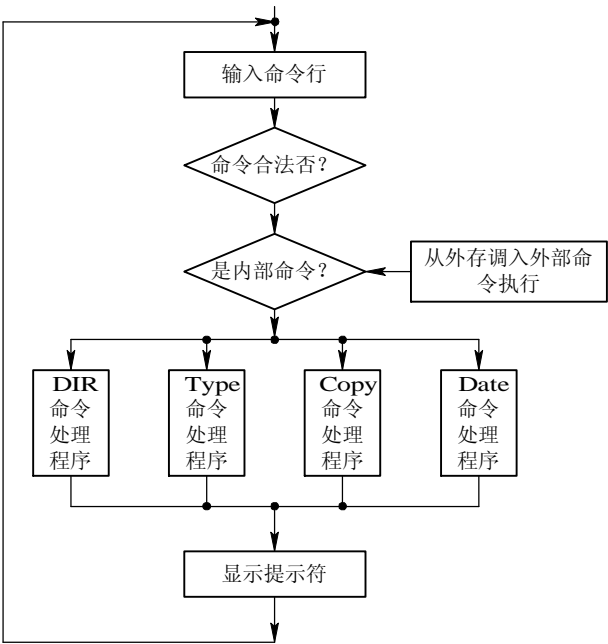 输入命令行
命令合法否？
是内部命令？
从外存调入外部命
令执行
DIR
命令
处理
程序
Type
命令
处理
程序
Copy
命令
处理
程序
Date
命令
处理
程序
显示提示符